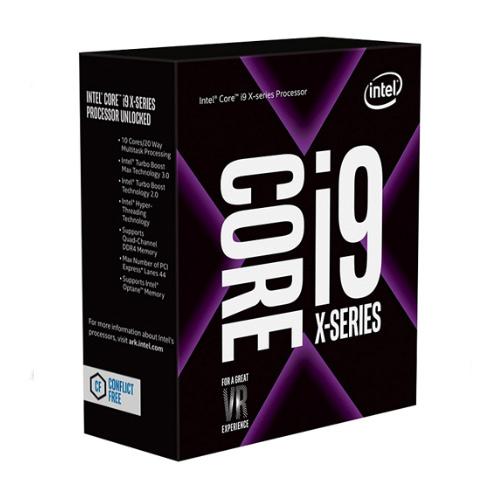 INTEL® CORE™ i9 X-SERIES
PROCESSOR UNLOCKED
• 10 Cores/20 Way
Multitask Processing
• Intel® Turbo Boost
Max Technology 3.0
• Intel® Turbo Boost
Technology 2.0
• Intel® Hyper-
Threading
Technology
• Supports
Quad-Channel
DDR4 Memory
• Max Number of PCI
Express® Lanes 44
• Supports Intel®
Optane™ Memory
For more information about Intel's
processors, visit ark.intel.com
CF
CONFLICT
FREE
Intel® Core™ i9 X-series Processor
intel
CORE i9
X-SERIES
FOR A GREAT
VR
EXPERIENCE